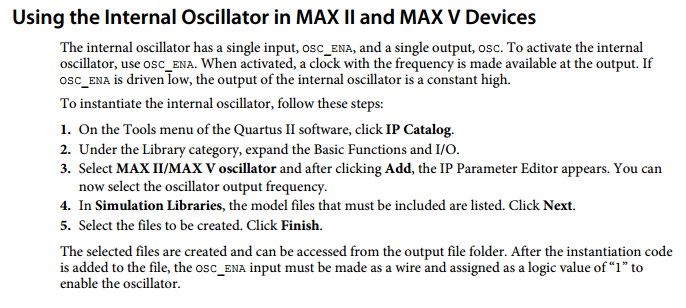 Using the Internal Oscillator in MAX II and MAX V Devices
The internal oscillator has a single input, OSC_ENA, and a single output, OSC. To activate the internal
oscillator, use OSC_ENA. When activated, a clock with the frequency is made available at the output. If
OSC_ENA is driven low, the output of the internal oscillator is a constant high.
To instantiate the internal oscillator, follow these steps:
1. On the Tools menu of the Quartus II software, click IP Catalog.
2. Under the Library category, expand the Basic Functions and I/O.
3. Select MAX II/MAX V oscillator and after clicking Add, the IP Parameter Editor appears. You can
now select the oscillator output frequency.
4. In Simulation Libraries, the model files that must be included are listed. Click Next.
5. Select the files to be created. Click Finish.
The selected files are created and can be accessed from the output file folder. After the instantiation code
is added to the file, the OSC_ENA input must be made as a wire and assigned as a logic value of “1” to
enable the oscillator.